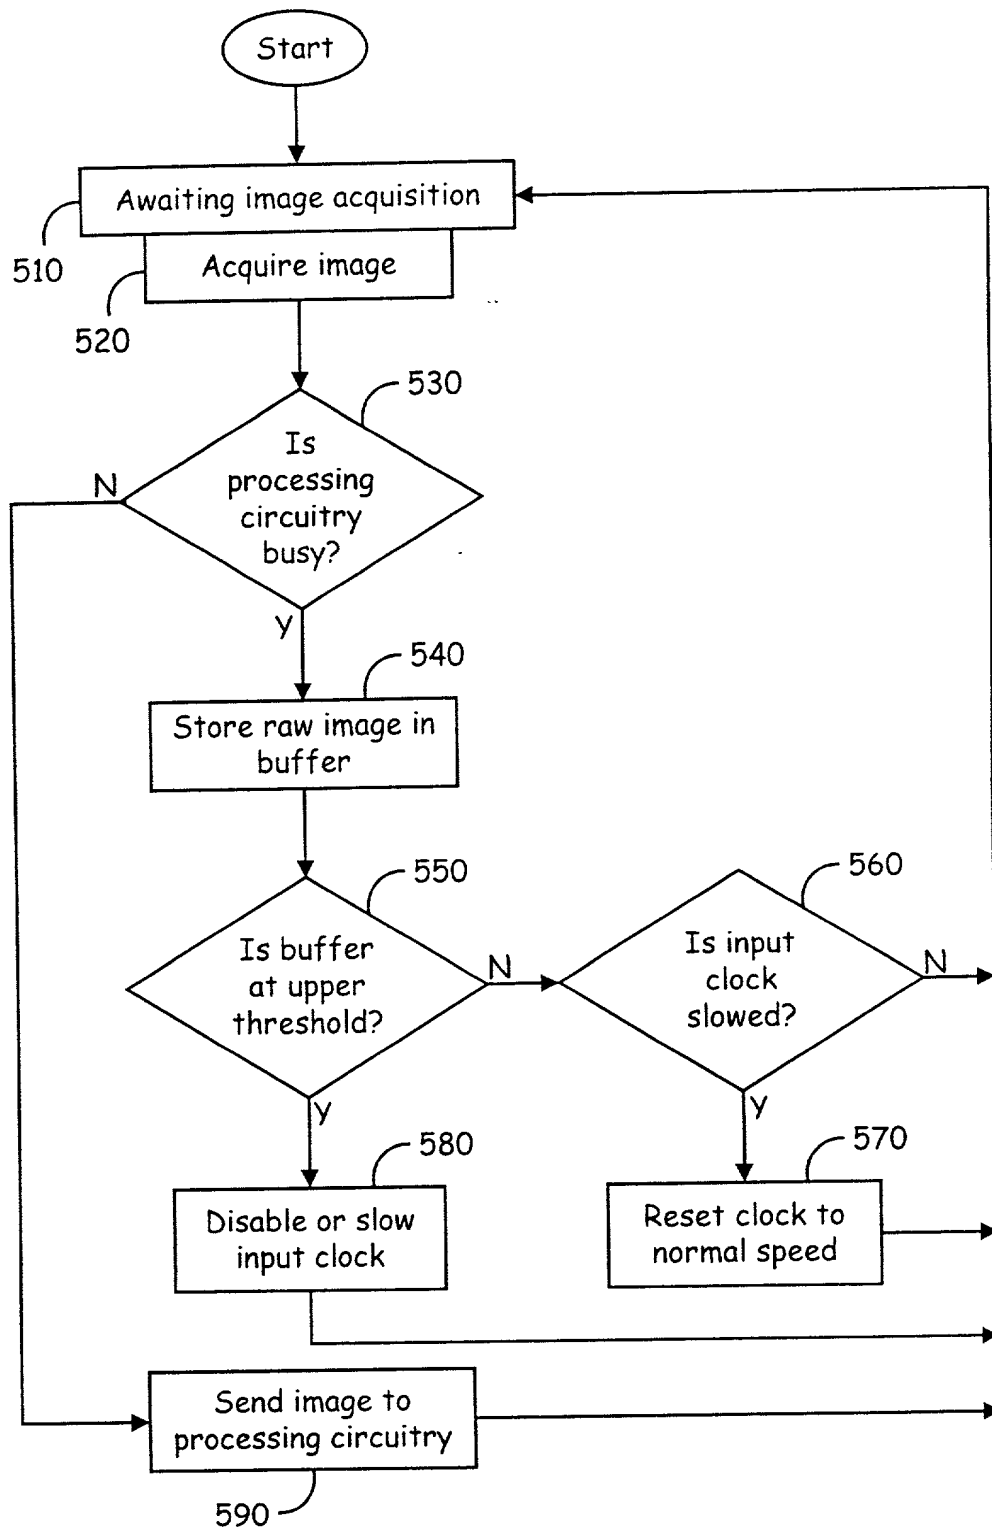 Start
Awaiting image acquisition
510
Acquire image
520
530
Is
processing
circuitry
busy?
N
Y
540
Store raw image in
buffer
550
Is buffer
at upper
threshold?
N
Y
560
Is input
clock
slowed?
N
Y
580
Disable or slow
input clock
570
Reset clock to
normal speed
Send image to
processing circuitry
590